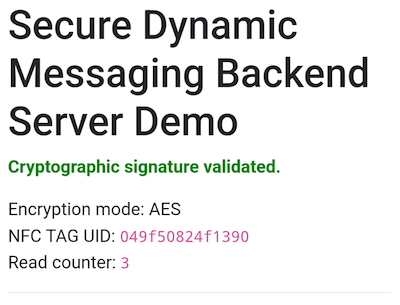 Secure Dynamic
Messaging Backend
Server Demo
Cryptographic signature validated.
Encryption mode: AES
NFC TAG UID: 049f50824f1390
Read counter: 3